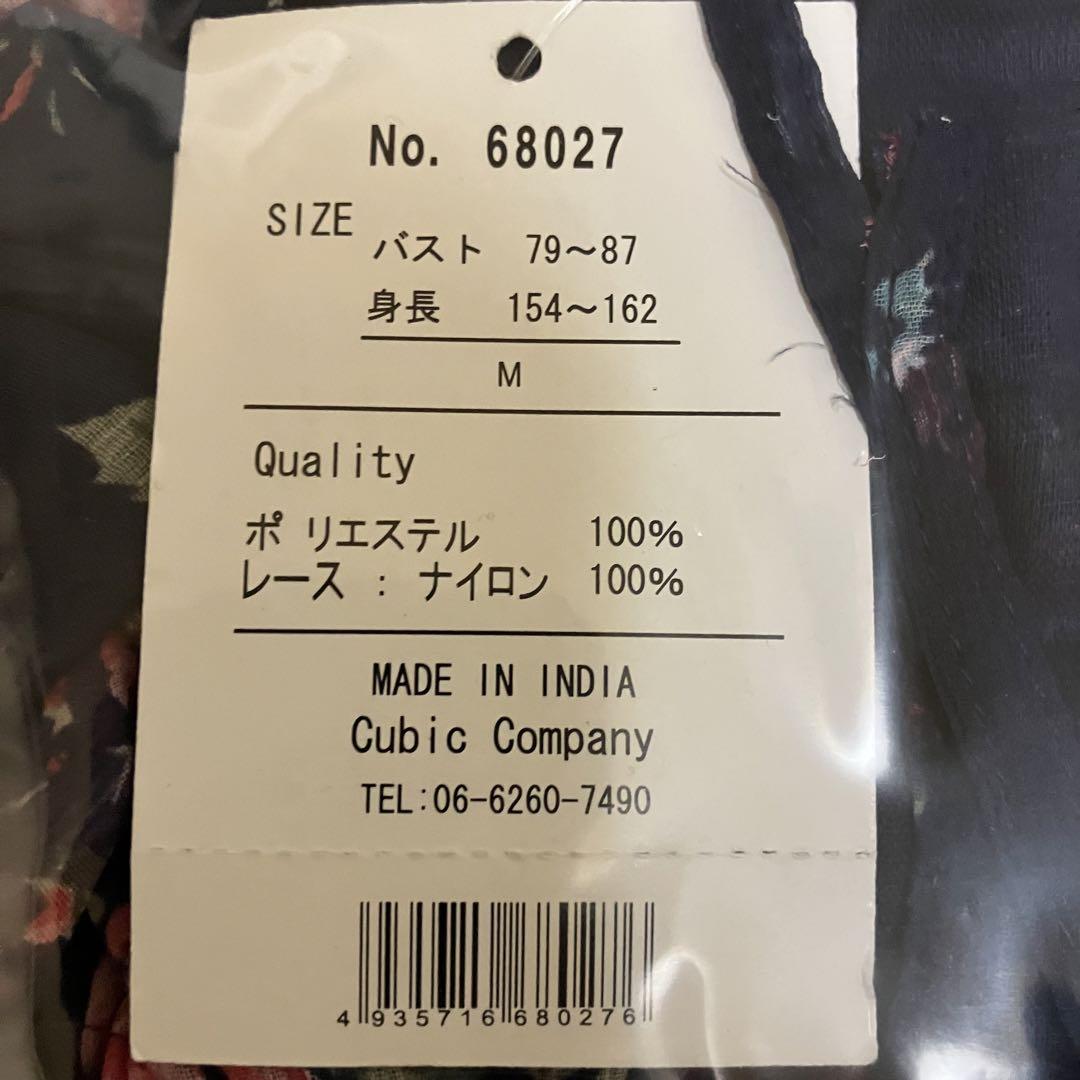 No. 68027
SIZE
バスト 79～87
身長 154～162
M
Quality
ポ リエステル 100%
レース : ナイロン 100%
MADE IN INDIA
Cubic Company
TEL:06-6260-7490
4 935716 680276